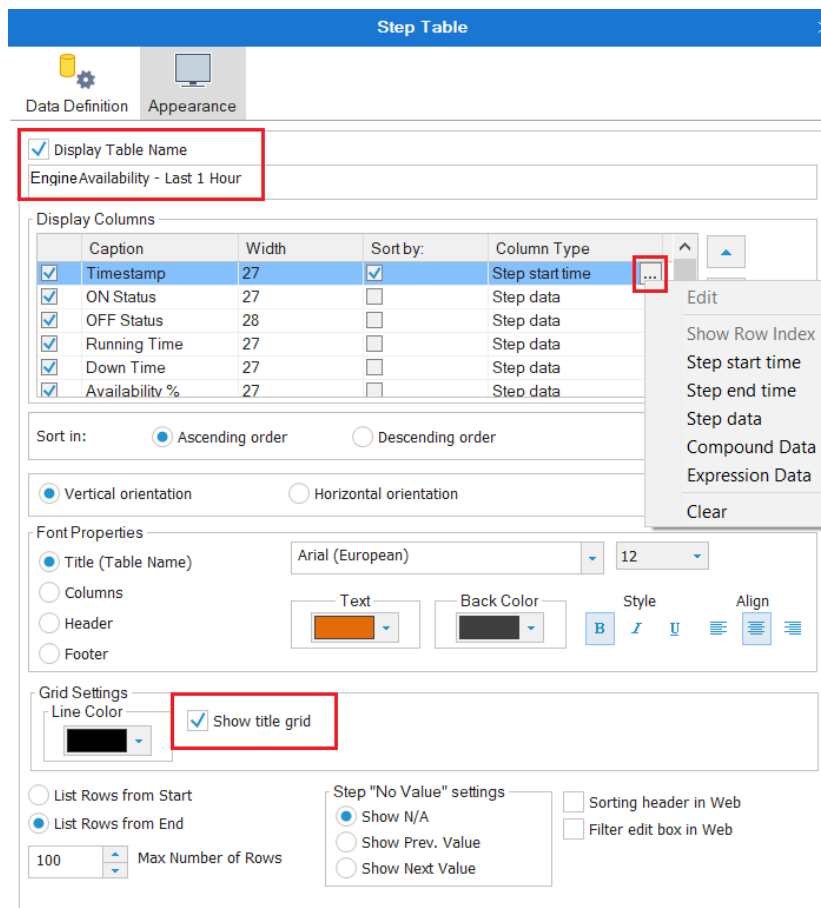 Step Table
Data Definition Appearance
Display Table Name
EngineAvailability - Last 1 Hour
Display Columns
Caption Width Sort by: Column Type
Timestamp 27 Step start time ...
ON Status 27 Step data
OFF Status 28 Step data
Running Time 27 Step data
Down Time 27 Step data
Availability % 27 Step data
Edit
Show Row Index
Step start time
Step end time
Step data
Compound Data
Expression Data
Clear
Sort in: Ascending order Descending order
Vertical orientation Horizontal orientation
Font Properties
Title (Table Name) Arial (European) 12
Columns
Header
Footer
Text Back Color Style Align
B I U
Grid Settings
Line Color
Show title grid
List Rows from Start
List Rows from End
100 Max Number of Rows
Step "No Value" settings
Show N/A
Show Prev. Value
Show Next Value
Sorting header in Web
Filter edit box in Web